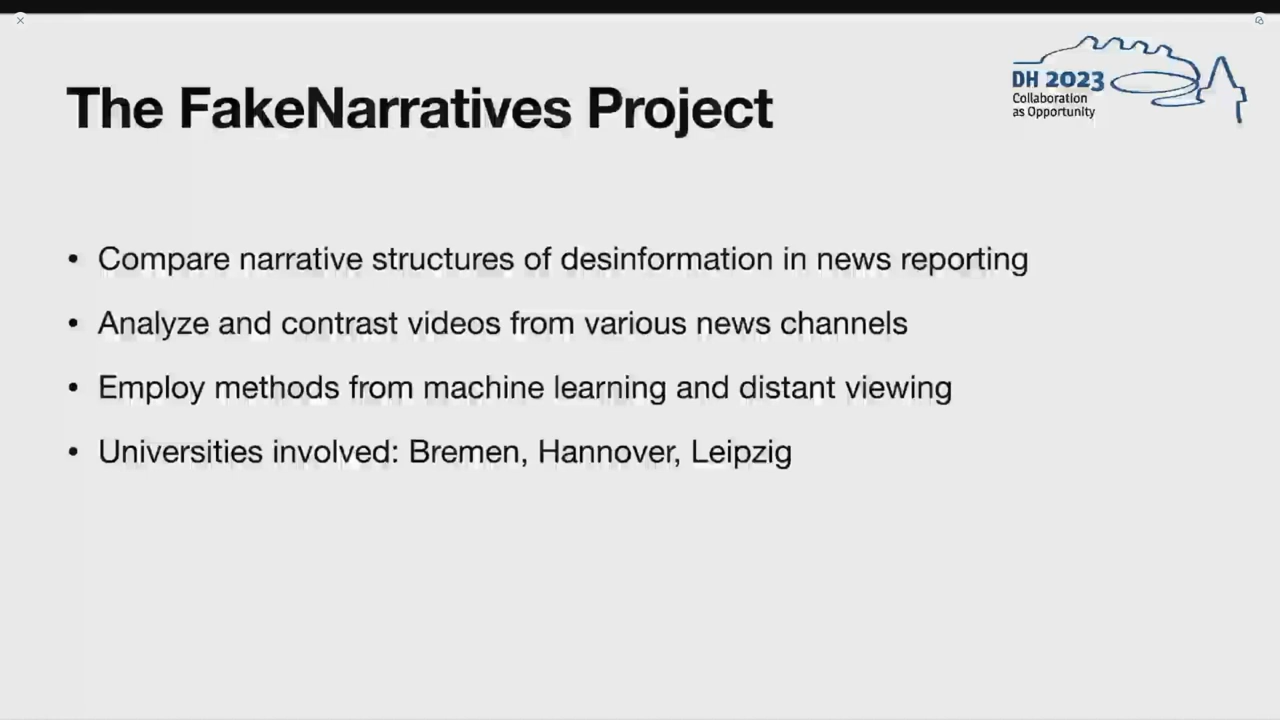 DH 2023
Collaboration
as Opportunity
The FakeNarratives Project
• Compare narrative structures of desinformation in news reporting
• Analyze and contrast videos from various news channels
• Employ methods from machine learning and distant viewing
• Universities involved: Bremen, Hannover, Leipzig